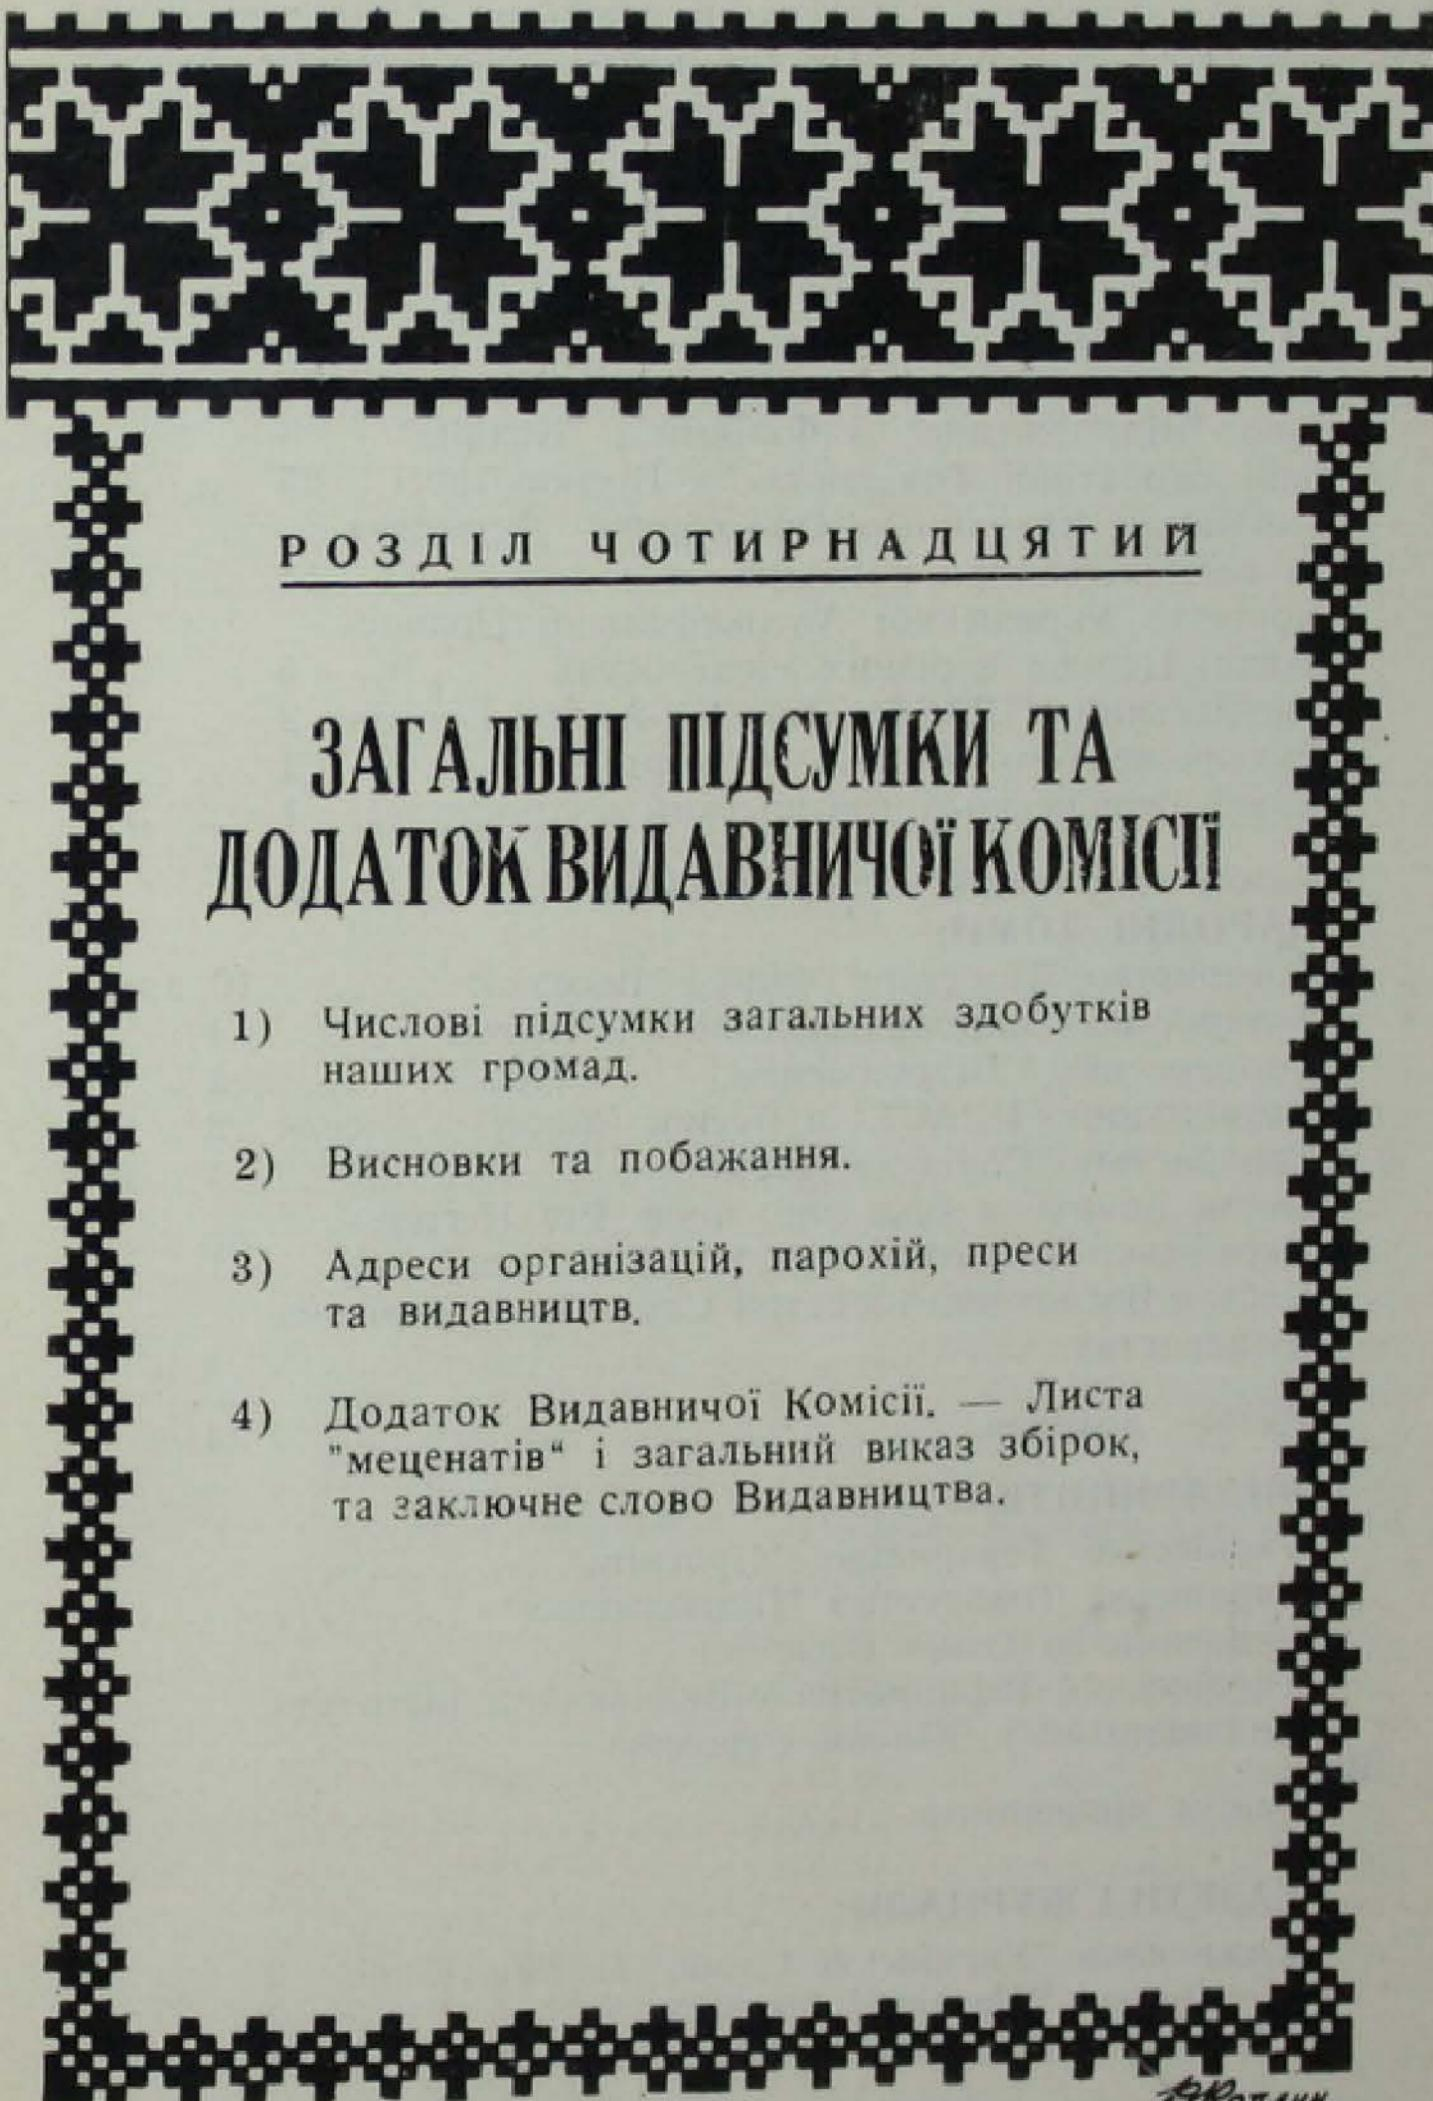 РОЗДІЛ ЧОТИРНАДЦЯТИЙ
ЗАГАЛЬНІ ПІДСУМКИ ТА
ДОДАТОК ВИДАВНИЧОЇ КОМІСІЇ
1) Числові підсумки загальних здобутків
наших громад.
2) Висновки та побажання.
3) Адреси організацій, парохій, преси
та видавництв.
4) Додаток Видавничої Комісії. — Листа
"меценатів“ і загальний виказ збірок,
та заключне слово Видавництва.